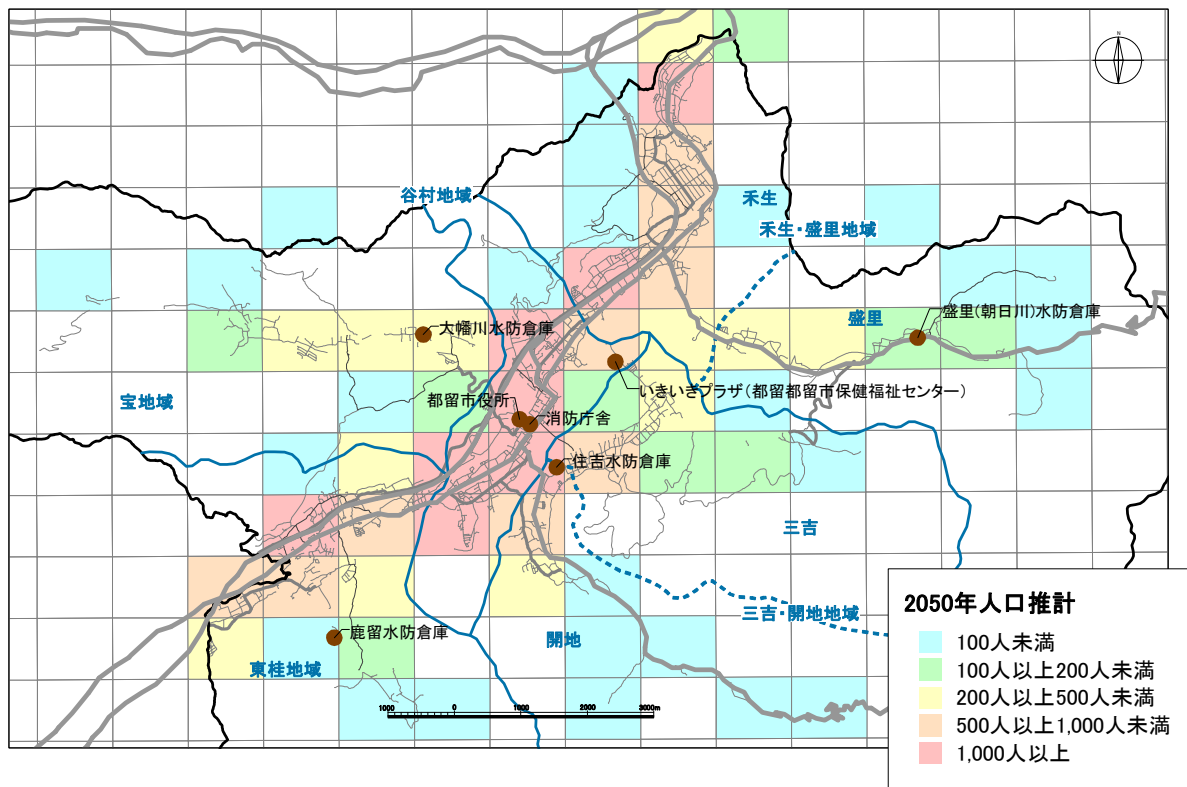 N
谷村地域
禾生
禾生・盛里地域
大幡川水防倉庫
盛里
盛里(朝日川)水防倉庫
宝地域
都留市役所
いきいきプラザ(都留都留市保健福祉センター)
消防庁舎
住吉水防倉庫
三吉
三吉・開地地域
鹿留水防倉庫
開地
東桂地域
1000 0 1000 2000 3000m
2050年人口推計
100人未満
100人以上200人未満
200人以上500人未満
500人以上1,000人未満
1,000人以上